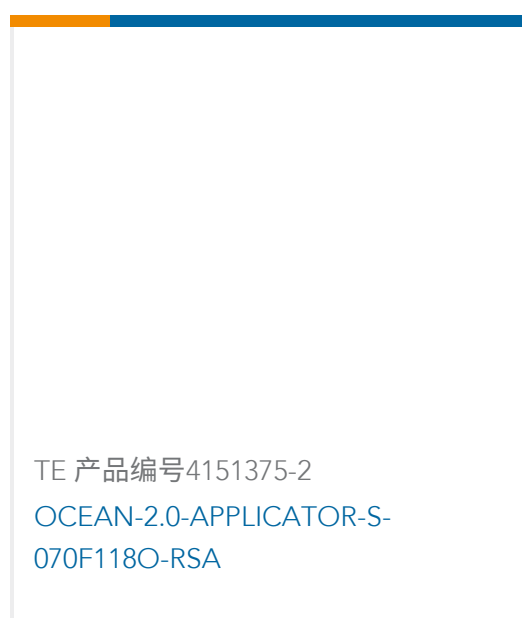 TE 产品编号4151375-2
OCEAN-2.0-APPLICATOR-S-
070F118O-RSA